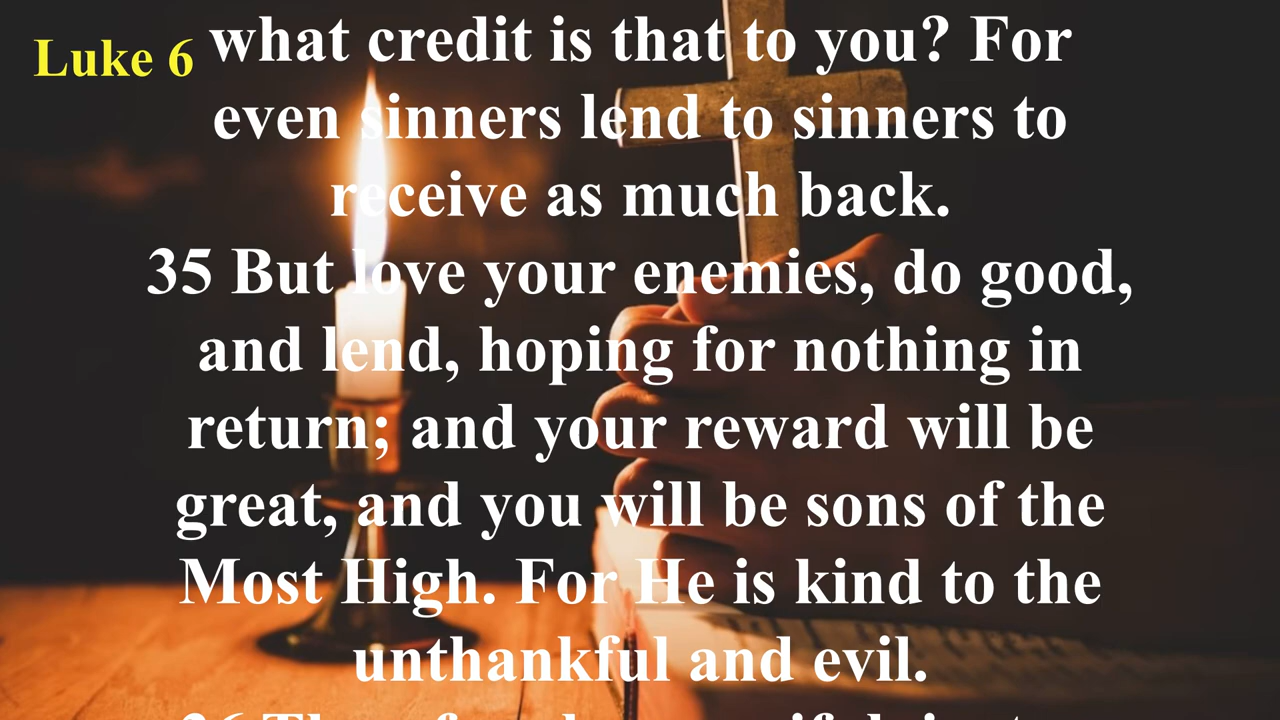 Luke 6
what credit is that to you? For
even sinners lend to sinners to
receive as much back.
35 But love your enemies, do good,
and lend, hoping for nothing in
return; and your reward will be
great, and you will be sons of the
Most High. For He is kind to the
unthankful and evil.